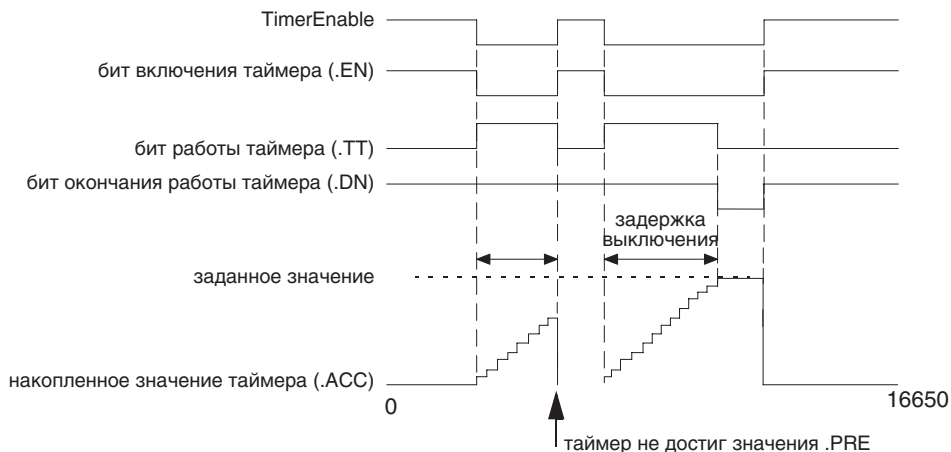 TimerEnable
бит включения таймера (.EN)
бит работы таймера (.TT)
бит окончания работы таймера (.DN)
задержка
выключения
заданное значение
накопленное значение таймера (.ACC)
0
16650
таймер не достиг значения .PRE